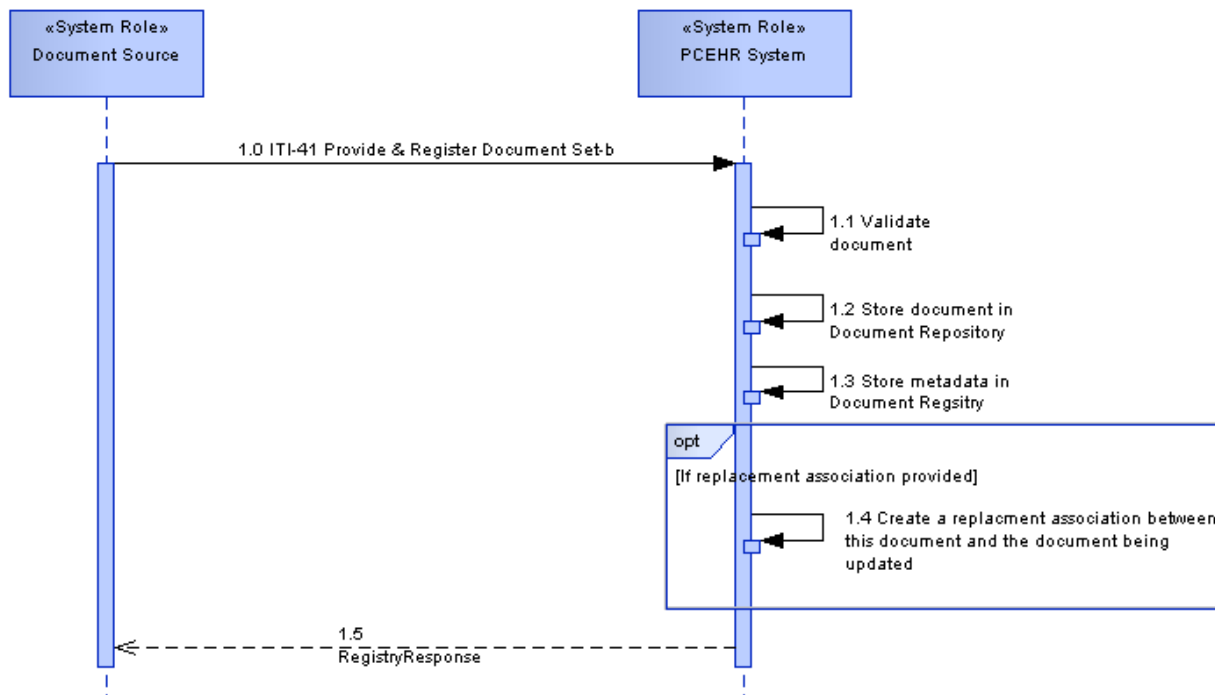 «System Role»
Document Source
«System Role»
PCEHR System
1.0 ITI-41 Provide & Register Document Set-b
1.1 Validate
document
1.2 Store document in
Document Repository
1.3 Store metadata in
Document Regsitry
opt
[If replacement association provided]
1.4 Create a replacment association between
this document and the document being
updated
1.5
RegistryResponse